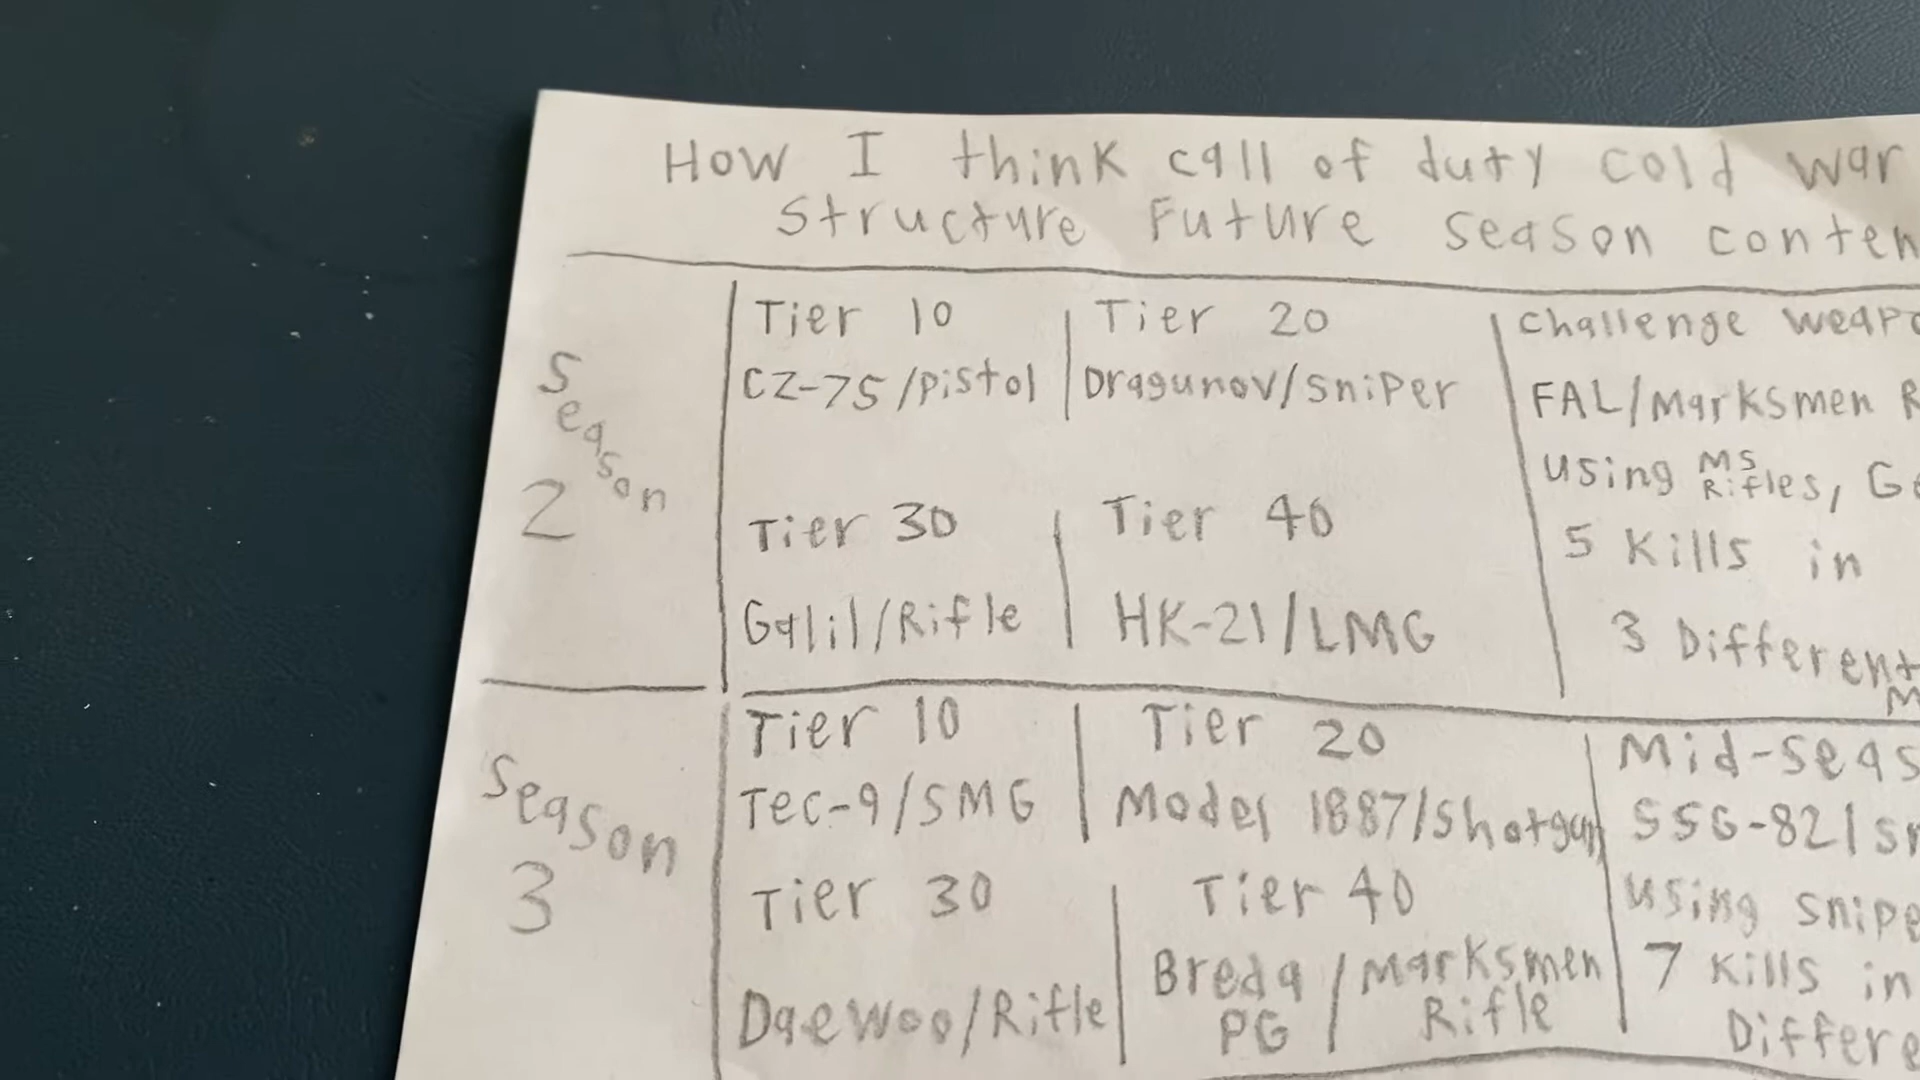 How I think call of duty cold war
Structure Future season conten
Season 2
Tier 10
CZ-75/Pistol
Tier 20
Dragunov/Sniper
Tier 30
Galil/Rifle
Tier 40
HK-21/LMG
Challenge Weapo
FAL/Marksmen R
Using MS Rifles, Ge
5 Kills in
3 Different
M
Season 3
Tier 10
Tec-9/SMG
Tier 20
Model 1887/Shotgun
Tier 30
Daewoo/Rifle
Tier 40
Breda PG/Marksmen Rifle
Mid-Seas
SSG-82/Sn
Using Snipe
7 Kills in
Differe